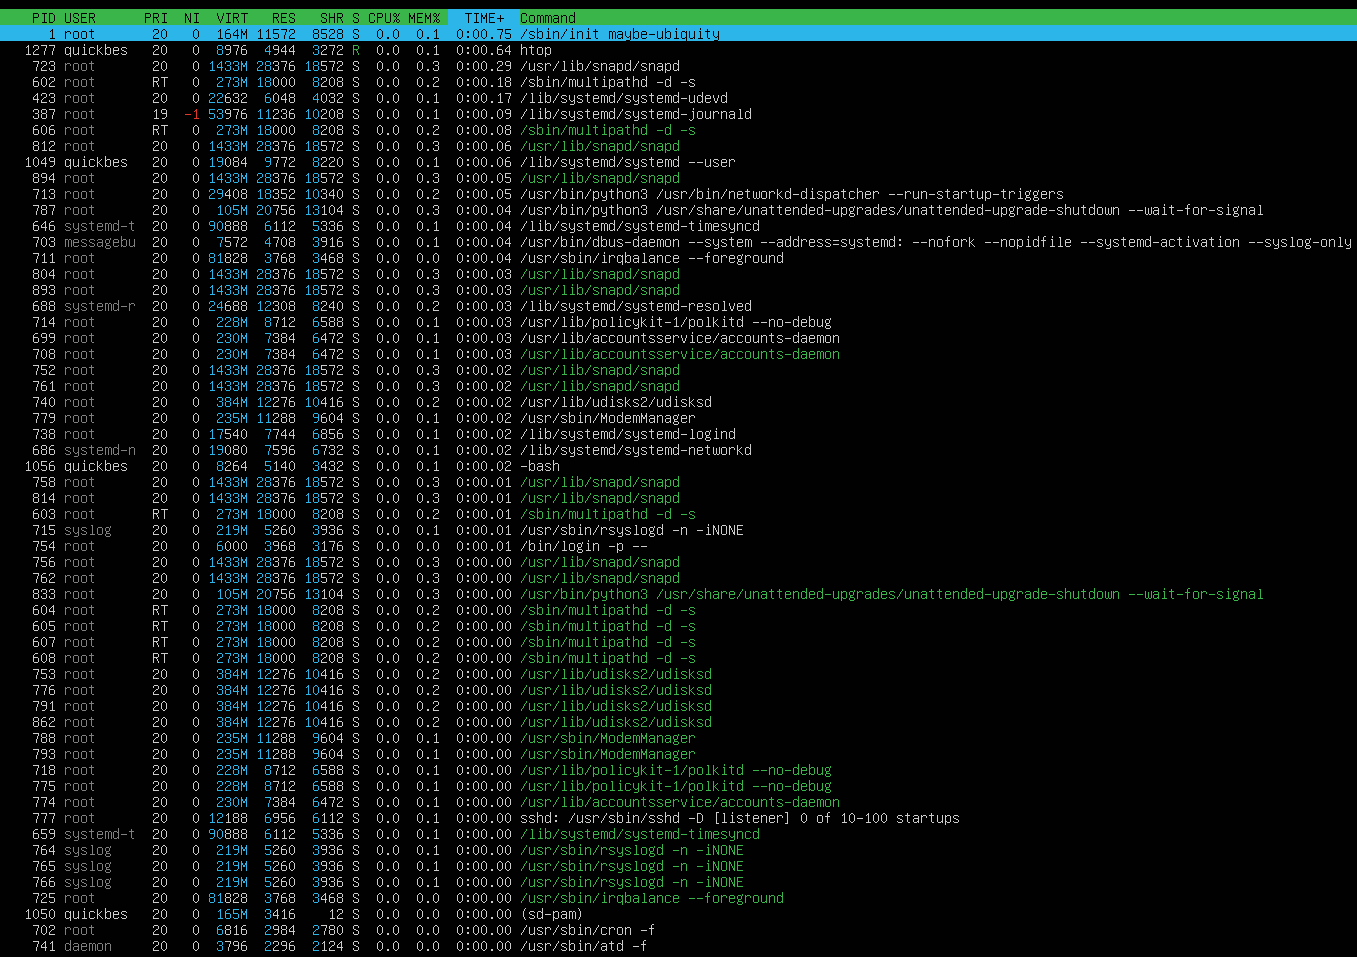 PID USER PRI NI VIRT RES SHR S CPU% MEM% TIME+ Command
1 root 20 0 164M 11572 8528 S 0.0 0.1 0:00.75 /sbin/init maybe-ubiquity
1277 quickbes 20 0 8976 4944 3272 R 0.0 0.1 0:00.64 htop
723 root 20 0 1433M 28376 18572 S 0.0 0.3 0:00.29 /usr/lib/snapd/snapd
602 root RT 0 273M 18000 8208 S 0.0 0.2 0:00.18 /sbin/multipathd -d -s
423 root 20 0 22632 6048 4032 S 0.0 0.1 0:00.17 /lib/systemd/systemd-udevd
387 root 19 -1 53976 11236 10208 S 0.0 0.1 0:00.09 /lib/systemd/systemd-journald
606 root RT 0 273M 18000 8208 S 0.0 0.2 0:00.08 /sbin/multipathd -d -s
812 root 20 0 1433M 28376 18572 S 0.0 0.3 0:00.06 /usr/lib/snapd/snapd
1049 quickbes 20 0 19084 9772 8220 S 0.0 0.1 0:00.06 /lib/systemd/systemd --user
894 root 20 0 1433M 28376 18572 S 0.0 0.3 0:00.05 /usr/lib/snapd/snapd
713 root 20 0 29408 18352 10340 S 0.0 0.2 0:00.05 /usr/bin/python3 /usr/bin/networkd-dispatcher --run-startup-triggers
787 root 20 0 105M 20756 13104 S 0.0 0.3 0:00.04 /usr/bin/python3 /usr/share/unattended-upgrades/unattended-upgrade-shutdown --wait-for-signal
646 systemd-t 20 0 90888 6112 5336 S 0.0 0.1 0:00.04 /lib/systemd/systemd-timesyncd
703 messagebu 20 0 7572 4708 3916 S 0.0 0.1 0:00.04 /usr/bin/dbus-daemon --system --address=systemd: --nofork --nopidfile --systemd-activation --syslog-only
711 root 20 0 81828 3768 3468 S 0.0 0.0 0:00.04 /usr/sbin/irqbalance --foreground
804 root 20 0 1433M 28376 18572 S 0.0 0.3 0:00.03 /usr/lib/snapd/snapd
893 root 20 0 1433M 28376 18572 S 0.0 0.3 0:00.03 /usr/lib/snapd/snapd
688 systemd-r 20 0 24688 12308 8240 S 0.0 0.2 0:00.03 /lib/systemd/systemd-resolved
714 root 20 0 228M 8712 6588 S 0.0 0.1 0:00.03 /usr/lib/policykit-1/polkitd --no-debug
699 root 20 0 230M 7384 6472 S 0.0 0.1 0:00.03 /usr/lib/accountsservice/accounts-daemon
708 root 20 0 230M 7384 6472 S 0.0 0.1 0:00.03 /usr/lib/accountsservice/accounts-daemon
752 root 20 0 1433M 28376 18572 S 0.0 0.3 0:00.02 /usr/lib/snapd/snapd
761 root 20 0 1433M 28376 18572 S 0.0 0.3 0:00.02 /usr/lib/snapd/snapd
740 root 20 0 384M 12276 10416 S 0.0 0.2 0:00.02 /usr/lib/udisks2/udisksd
779 root 20 0 235M 11288 9604 S 0.0 0.1 0:00.02 /usr/sbin/ModemManager
738 root 20 0 17540 7744 6856 S 0.0 0.1 0:00.02 /lib/systemd/systemd-logind
686 systemd-n 20 0 19080 7596 6732 S 0.0 0.1 0:00.02 /lib/systemd/systemd-networkd
1056 quickbes 20 0 8264 5140 3432 S 0.0 0.1 0:00.02 -bash
758 root 20 0 1433M 28376 18572 S 0.0 0.3 0:00.01 /usr/lib/snapd/snapd
814 root 20 0 1433M 28376 18572 S 0.0 0.3 0:00.01 /usr/lib/snapd/snapd
603 root RT 0 273M 18000 8208 S 0.0 0.2 0:00.01 /sbin/multipathd -d -s
715 syslog 20 0 219M 5260 3936 S 0.0 0.1 0:00.01 /usr/sbin/rsyslogd -n -iNONE
754 root 20 0 6000 3968 3176 S 0.0 0.0 0:00.01 /bin/login -p --
756 root 20 0 1433M 28376 18572 S 0.0 0.3 0:00.00 /usr/lib/snapd/snapd
762 root 20 0 1433M 28376 18572 S 0.0 0.3 0:00.00 /usr/lib/snapd/snapd
833 root 20 0 105M 20756 13104 S 0.0 0.3 0:00.00 /usr/bin/python3 /usr/share/unattended-upgrades/unattended-upgrade-shutdown --wait-for-signal
604 root RT 0 273M 18000 8208 S 0.0 0.2 0:00.00 /sbin/multipathd -d -s
605 root RT 0 273M 18000 8208 S 0.0 0.2 0:00.00 /sbin/multipathd -d -s
607 root RT 0 273M 18000 8208 S 0.0 0.2 0:00.00 /sbin/multipathd -d -s
608 root RT 0 273M 18000 8208 S 0.0 0.2 0:00.00 /sbin/multipathd -d -s
753 root 20 0 384M 12276 10416 S 0.0 0.2 0:00.00 /usr/lib/udisks2/udisksd
776 root 20 0 384M 12276 10416 S 0.0 0.2 0:00.00 /usr/lib/udisks2/udisksd
791 root 20 0 384M 12276 10416 S 0.0 0.2 0:00.00 /usr/lib/udisks2/udisksd
862 root 20 0 384M 12276 10416 S 0.0 0.2 0:00.00 /usr/lib/udisks2/udisksd
788 root 20 0 235M 11288 9604 S 0.0 0.1 0:00.00 /usr/sbin/ModemManager
793 root 20 0 235M 11288 9604 S 0.0 0.1 0:00.00 /usr/sbin/ModemManager
718 root 20 0 228M 8712 6588 S 0.0 0.1 0:00.00 /usr/lib/policykit-1/polkitd --no-debug
775 root 20 0 228M 8712 6588 S 0.0 0.1 0:00.00 /usr/lib/policykit-1/polkitd --no-debug
774 root 20 0 230M 7384 6472 S 0.0 0.1 0:00.00 /usr/lib/accountsservice/accounts-daemon
777 root 20 0 12188 6956 6112 S 0.0 0.1 0:00.00 sshd: /usr/sbin/sshd -D [listener] 0 of 10-100 startups
659 systemd-t 20 0 90888 6112 5336 S 0.0 0.1 0:00.00 /lib/systemd/systemd-timesyncd
764 syslog 20 0 219M 5260 3936 S 0.0 0.1 0:00.00 /usr/sbin/rsyslogd -n -iNONE
765 syslog 20 0 219M 5260 3936 S 0.0 0.1 0:00.00 /usr/sbin/rsyslogd -n -iNONE
766 syslog 20 0 219M 5260 3936 S 0.0 0.1 0:00.00 /usr/sbin/rsyslogd -n -iNONE
725 root 20 0 81828 3768 3468 S 0.0 0.0 0:00.00 /usr/sbin/irqbalance --foreground
1050 quickbes 20 0 165M 3416 12 S 0.0 0.0 0:00.00 (sd-pam)
702 root 20 0 6816 2984 2780 S 0.0 0.0 0:00.00 /usr/sbin/cron -f
741 daemon 20 0 3796 2296 2124 S 0.0 0.0 0:00.00 /usr/sbin/atd -f